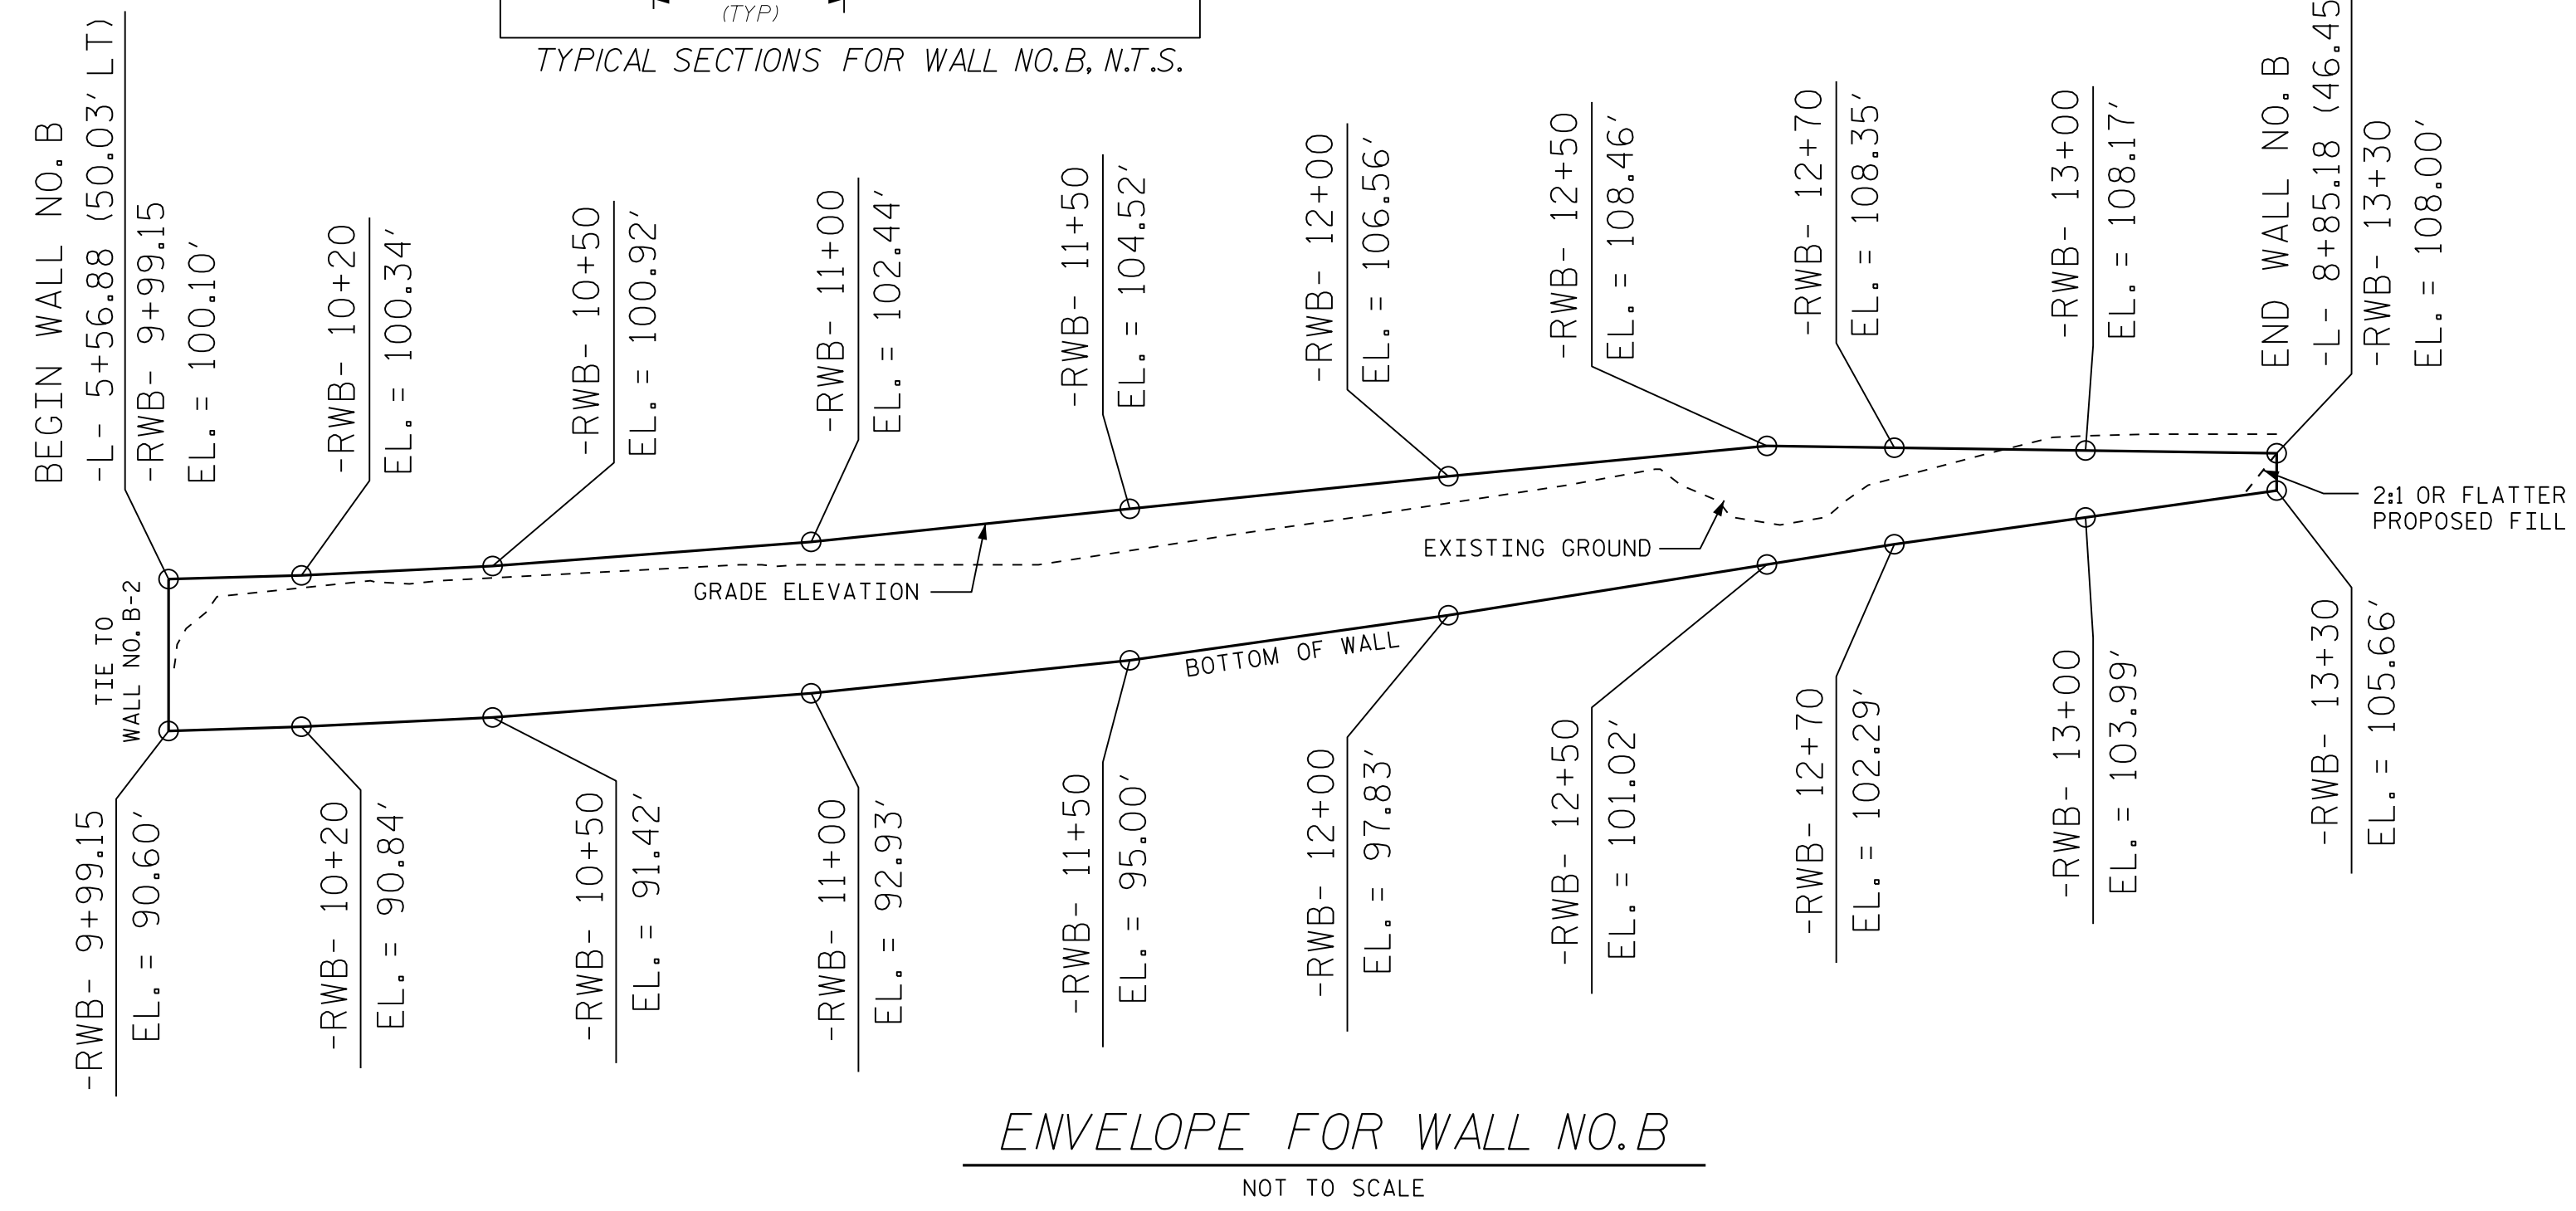 (TYP)
TYPICAL SECTIONS FOR WALL NO. B, N.T.S.
BEGIN WALL NO. B
-L- 5+56.88 (50.03' LT)
-RWB- 9+99.15
EL. = 100.10'
-RWB- 10+20
EL. = 100.34'
-RWB- 10+50
EL. = 100.92'
-RWB- 11+00
EL. = 102.44'
-RWB- 11+50
EL. = 104.52'
-RWB- 12+00
EL. = 106.56'
-RWB- 12+50
EL. = 108.46'
-RWB- 12+70
EL. = 108.35'
-RWB- 13+00
EL. = 108.17'
END WALL NO. B
-L- 8+85.18 (46.45
-RWB- 13+30
EL. = 108.00'
2:1 OR FLATTER
PROPOSED FILL
EXISTING GROUND
GRADE ELEVATION
TIE TO
WALL NO. B-2
BOTTOM OF WALL
-RWB- 9+99.15
EL. = 90.60'
-RWB- 10+20
EL. = 90.84'
-RWB- 10+50
EL. = 91.42'
-RWB- 11+00
EL. = 92.93'
-RWB- 11+50
EL. = 95.00'
-RWB- 12+00
EL. = 97.83'
-RWB- 12+50
EL. = 101.02'
-RWB- 12+70
EL. = 102.29'
-RWB- 13+00
EL. = 103.99'
-RWB- 13+30
EL. = 105.66'
ENVELOPE FOR WALL NO. B
NOT TO SCALE